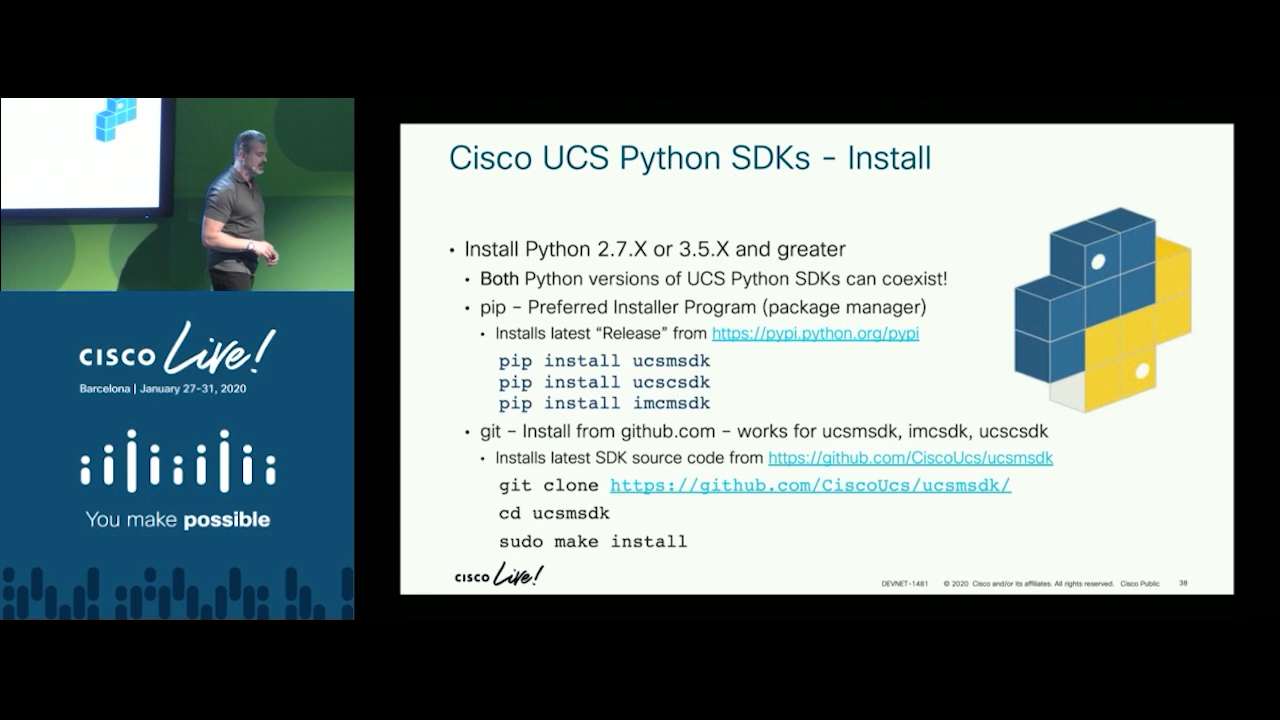 CISCO Live!
Barcelona | January 27-31, 2020
You make possible
Cisco UCS Python SDKs – Install
• Install Python 2.7.X or 3.5.X and greater
• Both Python versions of UCS Python SDKs can coexist!
• pip – Preferred Installer Program (package manager)
• Installs latest “Release” from https://pypi.python.org/pypi
pip install ucsmsdk
pip install ucscsdk
pip install imcmsdk
• git – Install from github.com – works for ucsmsdk, imcsdk, ucscsdk
• Installs latest SDK source code from https://github.com/CiscoUcs/ucsmsdk
git clone https://github.com/CiscoUcs/ucsmsdk/
cd ucsmsdk
sudo make install
CISCO Live!
DEVNET-1481 © 2020 Cisco and/or its affiliates. All rights reserved. Cisco Public 38